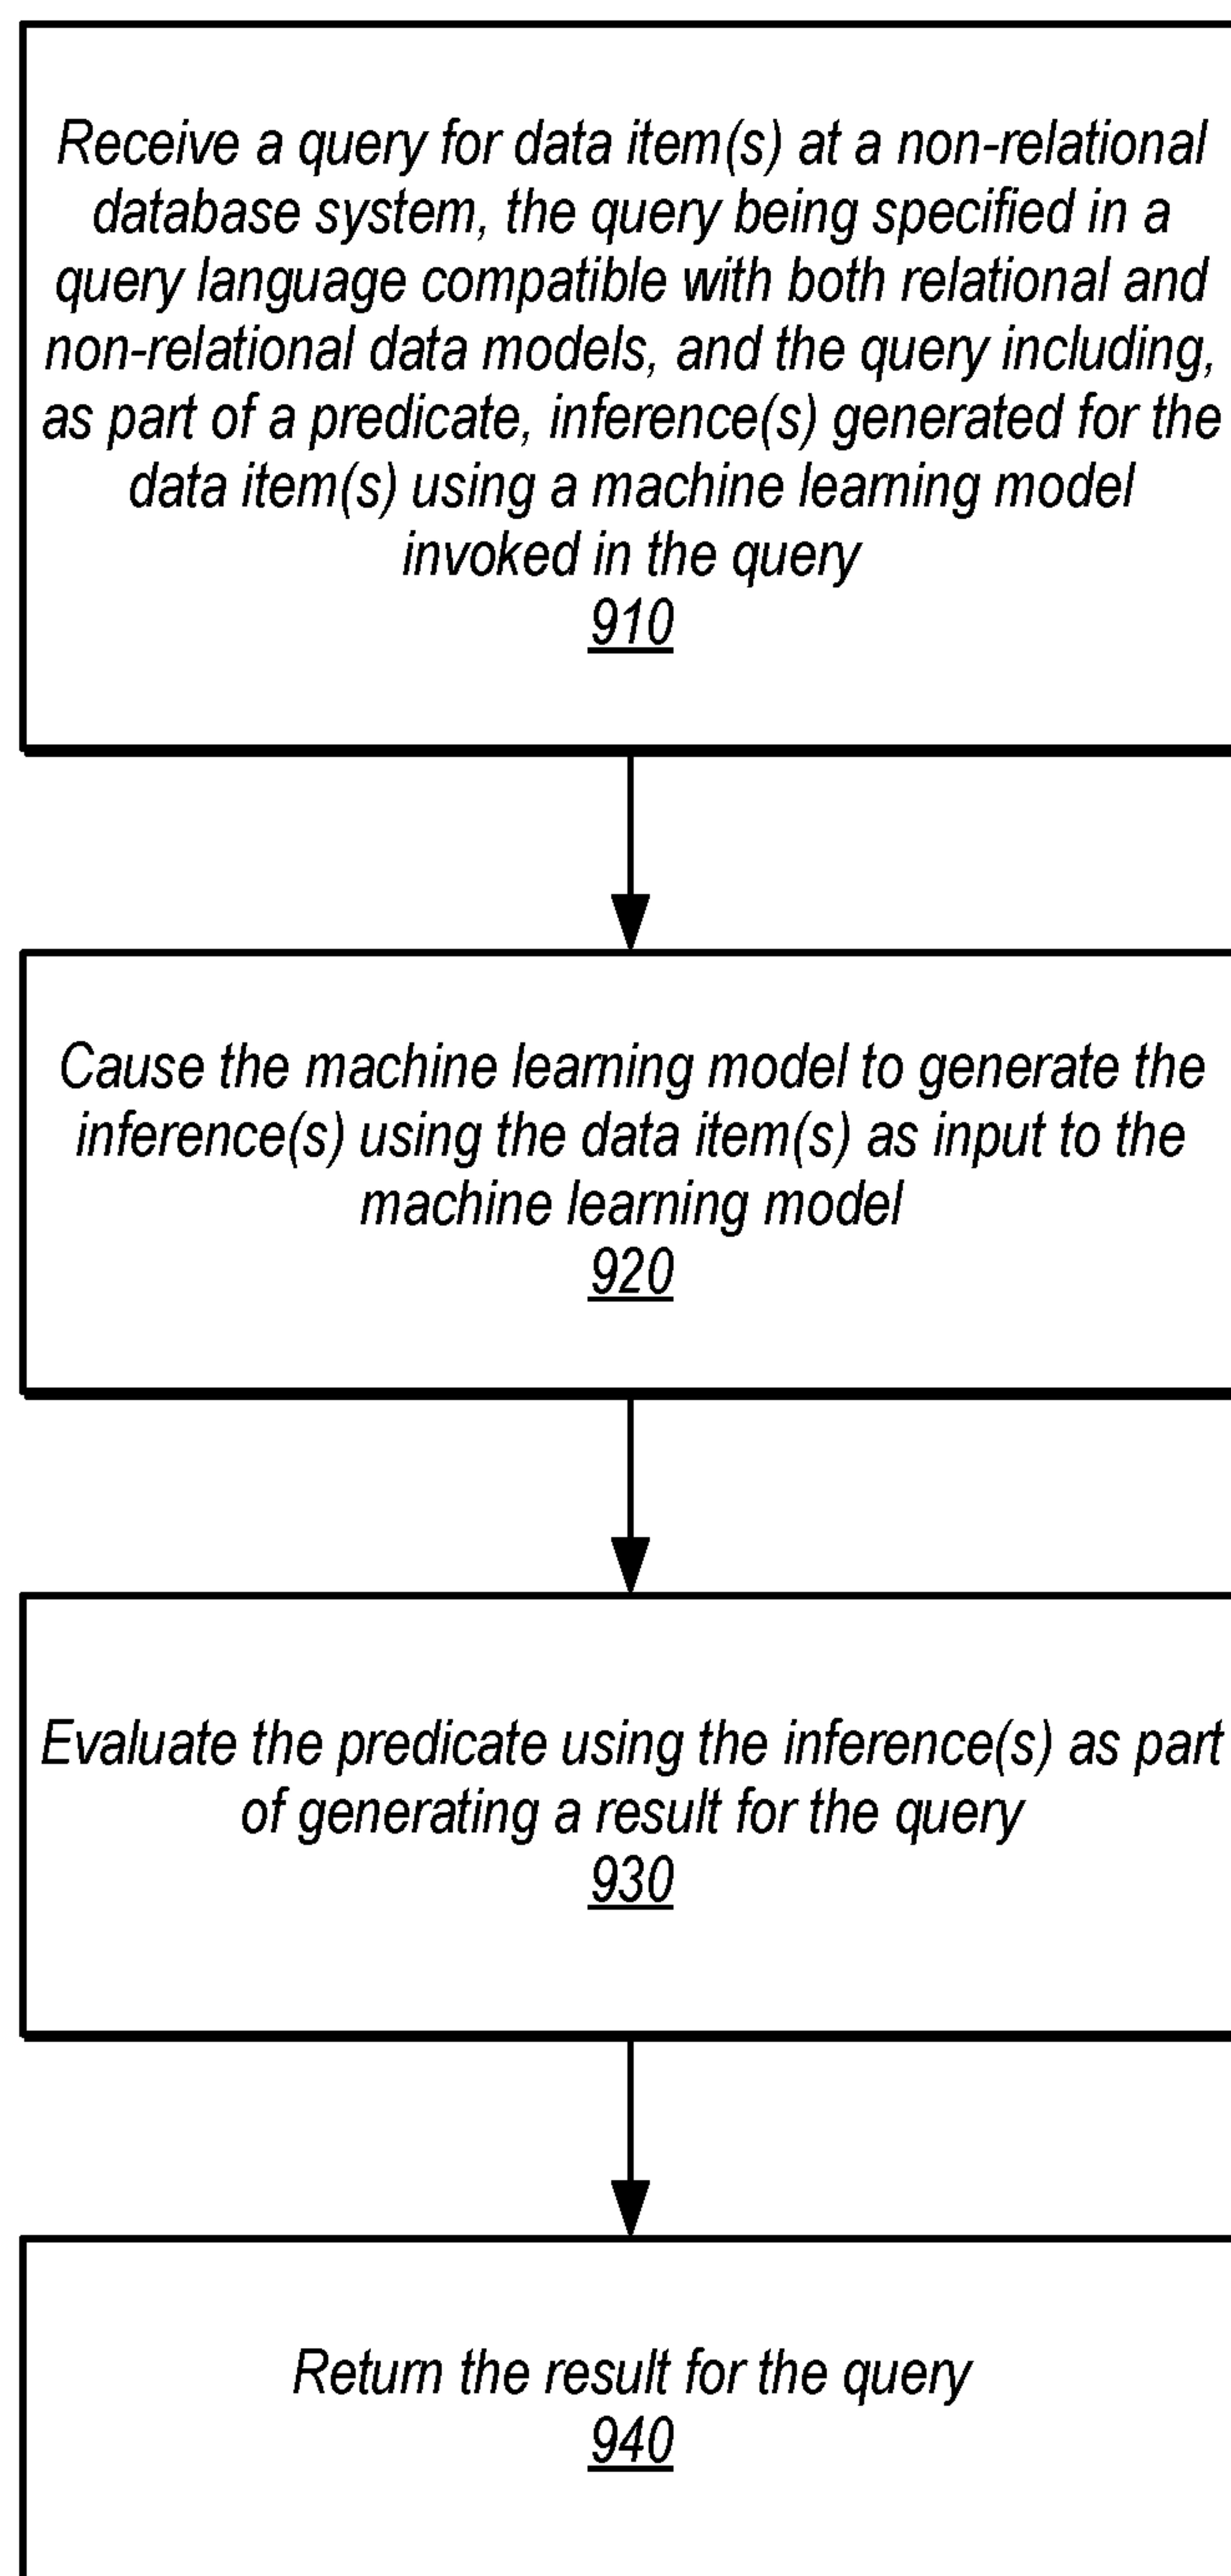 Receive a query for data item(s) at a non-relational
database system, the query being specified in a
query language compatible with both relational and
non-relational data models, and the query including,
as part of a predicate, inference(s) generated for the
data item(s) using a machine learning model
invoked in the query
910
Cause the machine learning model to generate the
inference(s) using the data item(s) as input to the
machine learning model
920
Evaluate the predicate using the inference(s) as part
of generating a result for the query
930
Return the result for the query
940